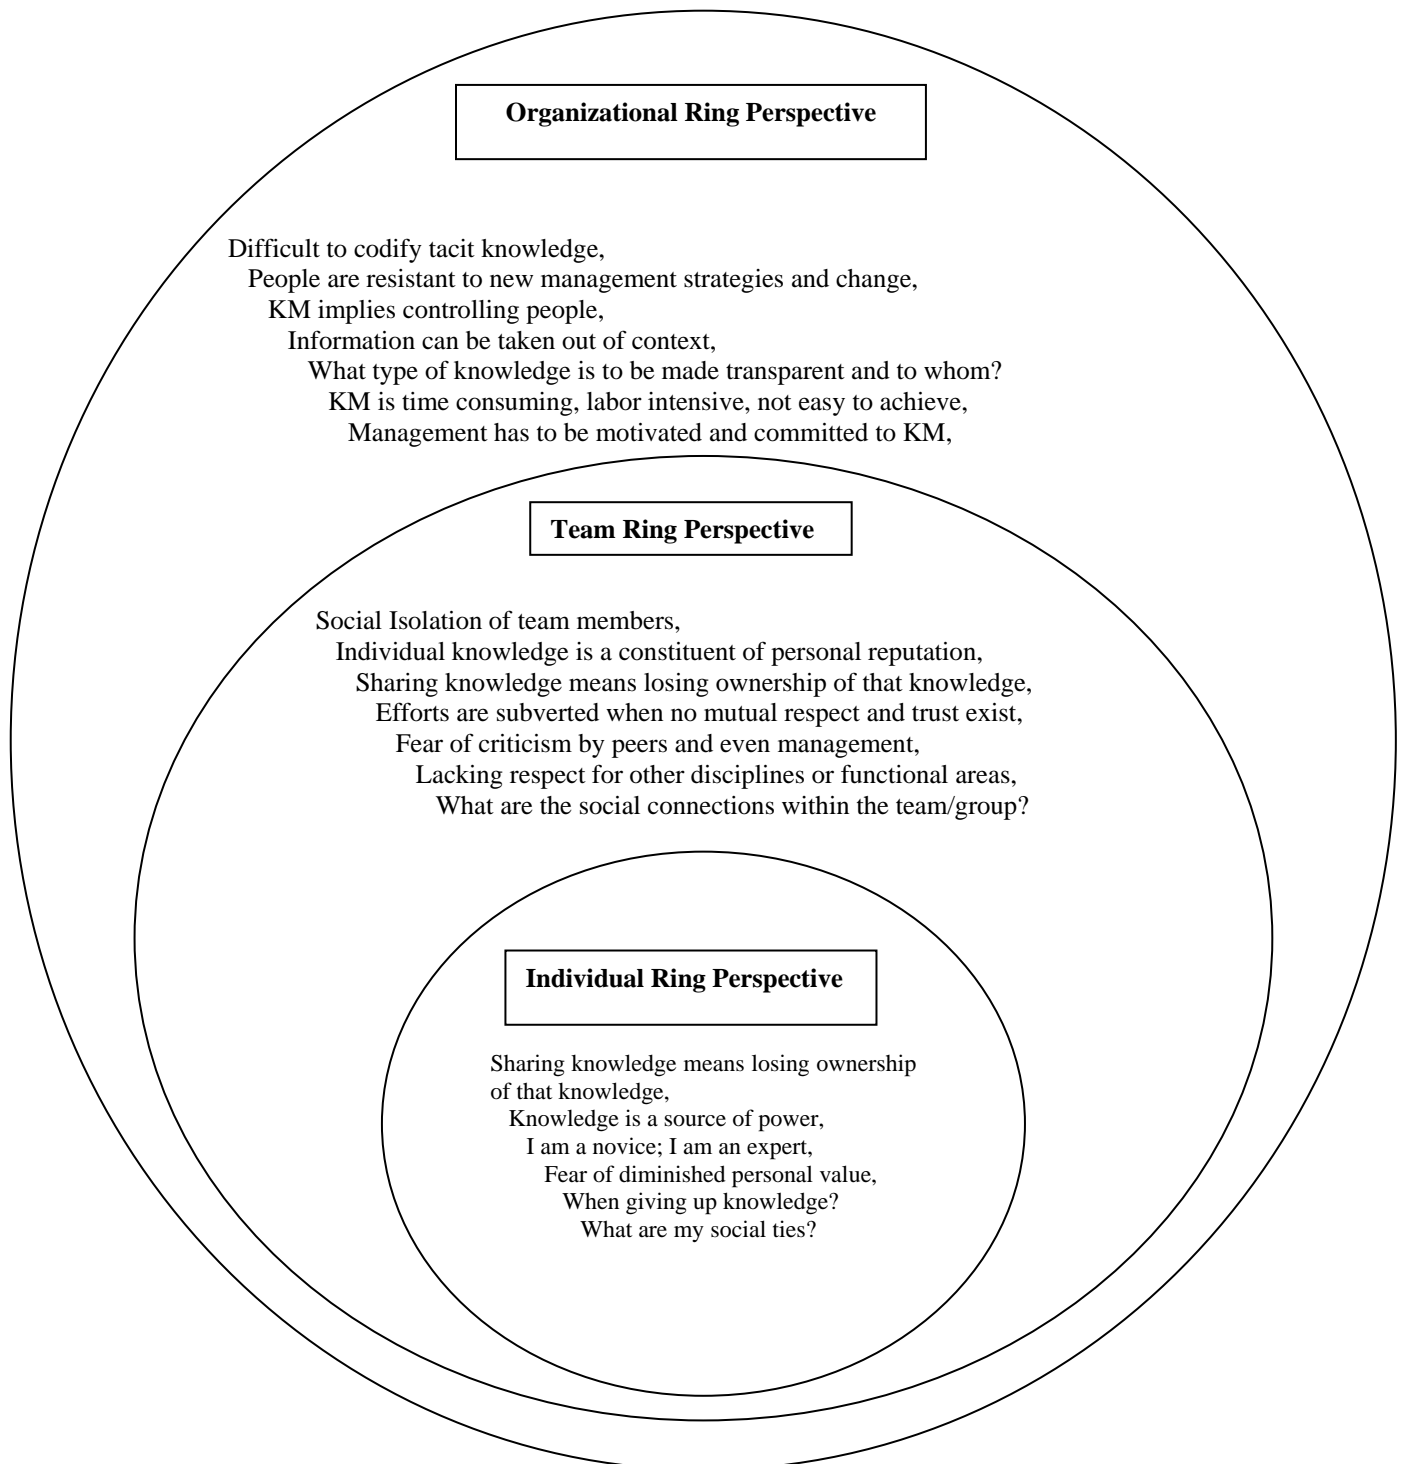 Organizational Ring Perspective
Difficult to codify tacit knowledge,
People are resistant to new management strategies and change,
KM implies controlling people,
Information can be taken out of context,
What type of knowledge is to be made transparent and to whom?
KM is time consuming, labor intensive, not easy to achieve,
Management has to be motivated and committed to KM,
Team Ring Perspective
Social Isolation of team members,
Individual knowledge is a constituent of personal reputation,
Sharing knowledge means losing ownership of that knowledge,
Efforts are subverted when no mutual respect and trust exist,
Fear of criticism by peers and even management,
Lacking respect for other disciplines or functional areas,
What are the social connections within the team/group?
Individual Ring Perspective
Sharing knowledge means losing ownership
of that knowledge,
Knowledge is a source of power,
I am a novice; I am an expert,
Fear of diminished personal value,
When giving up knowledge?
What are my social ties?